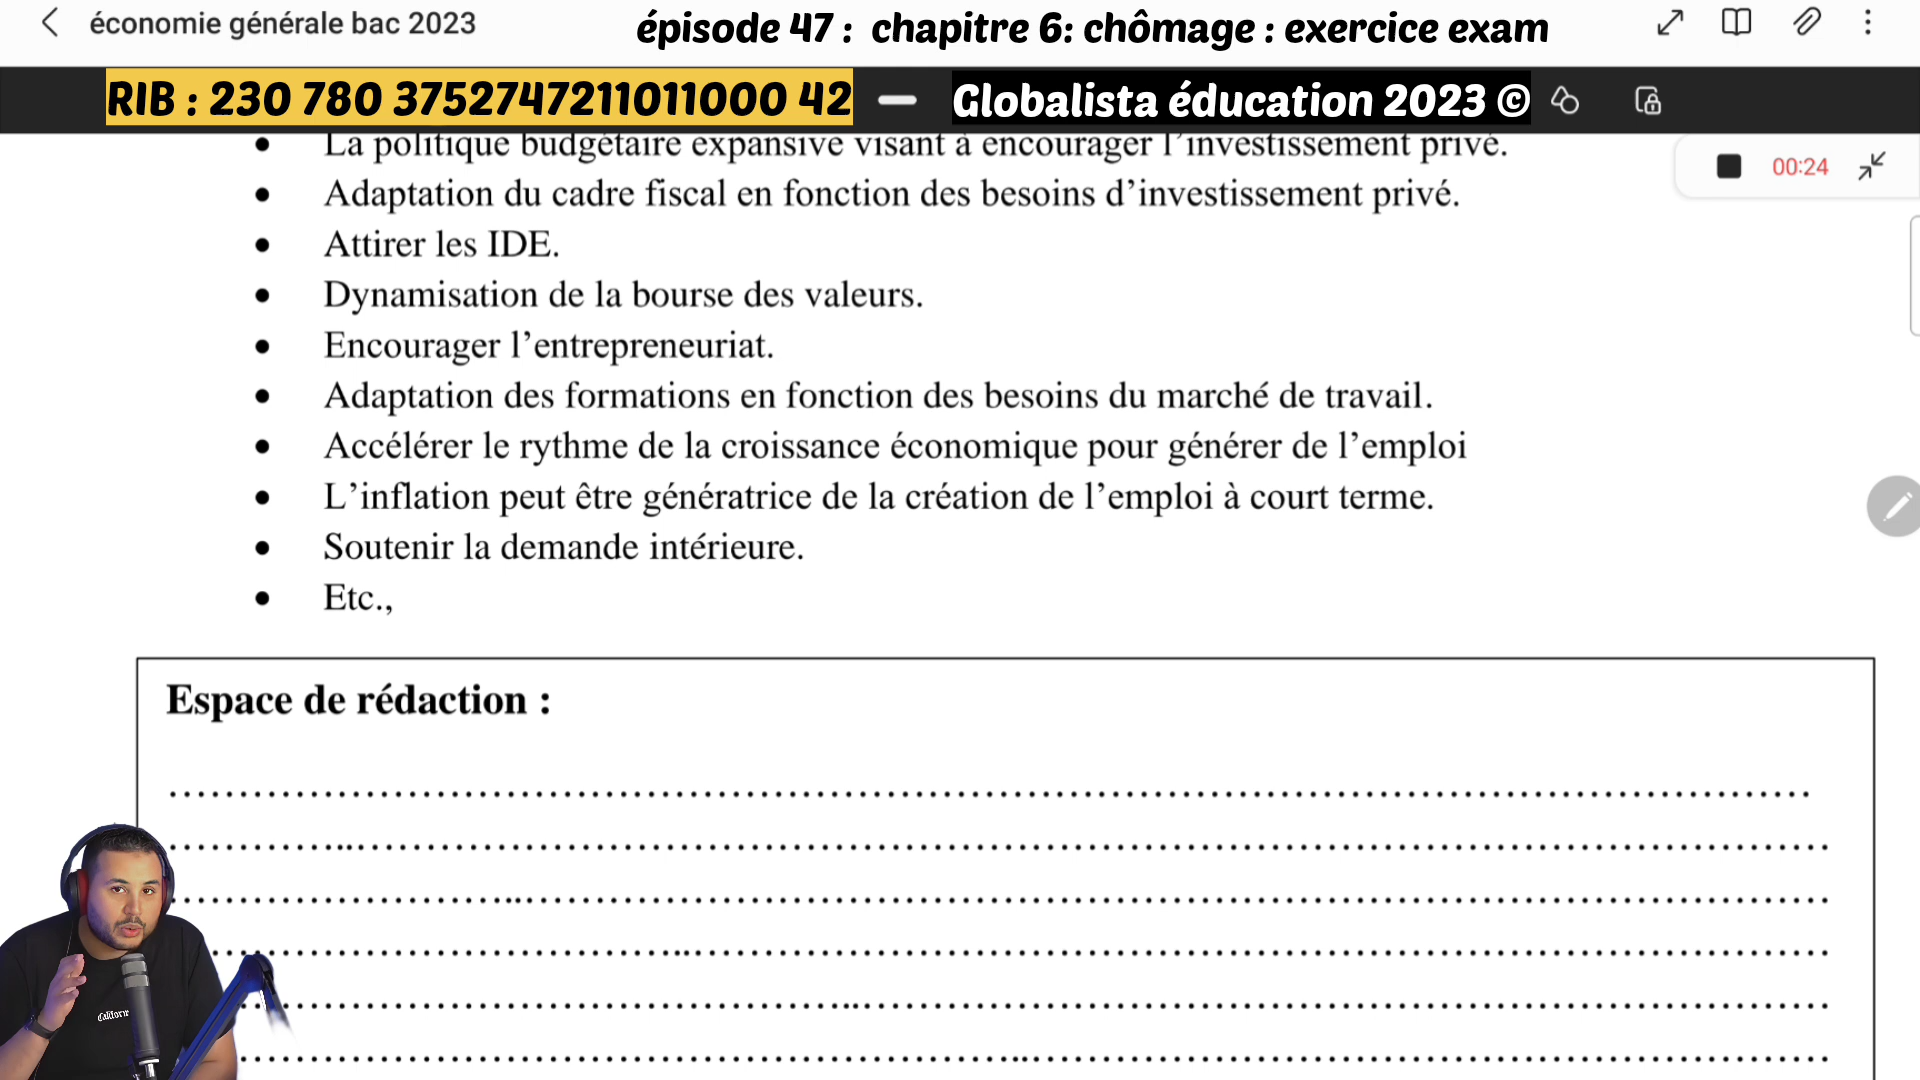 économie générale bac 2023
épisode 47 : chapitre 6: chômage : exercice exam
RIB : 230 780 3752747211011000 42
Globalista éducation 2023 ©
• La politique budgétaire expansive visant à encourager l’investissement privé.
00:24
• Adaptation du cadre fiscal en fonction des besoins d’investissement privé.
• Attirer les IDE.
• Dynamisation de la bourse des valeurs.
• Encourager l’entrepreneuriat.
• Adaptation des formations en fonction des besoins du marché de travail.
• Accélérer le rythme de la croissance économique pour générer de l’emploi
• L’inflation peut être génératrice de la création de l’emploi à court terme.
• Soutenir la demande intérieure.
• Etc.,
Espace de rédaction :